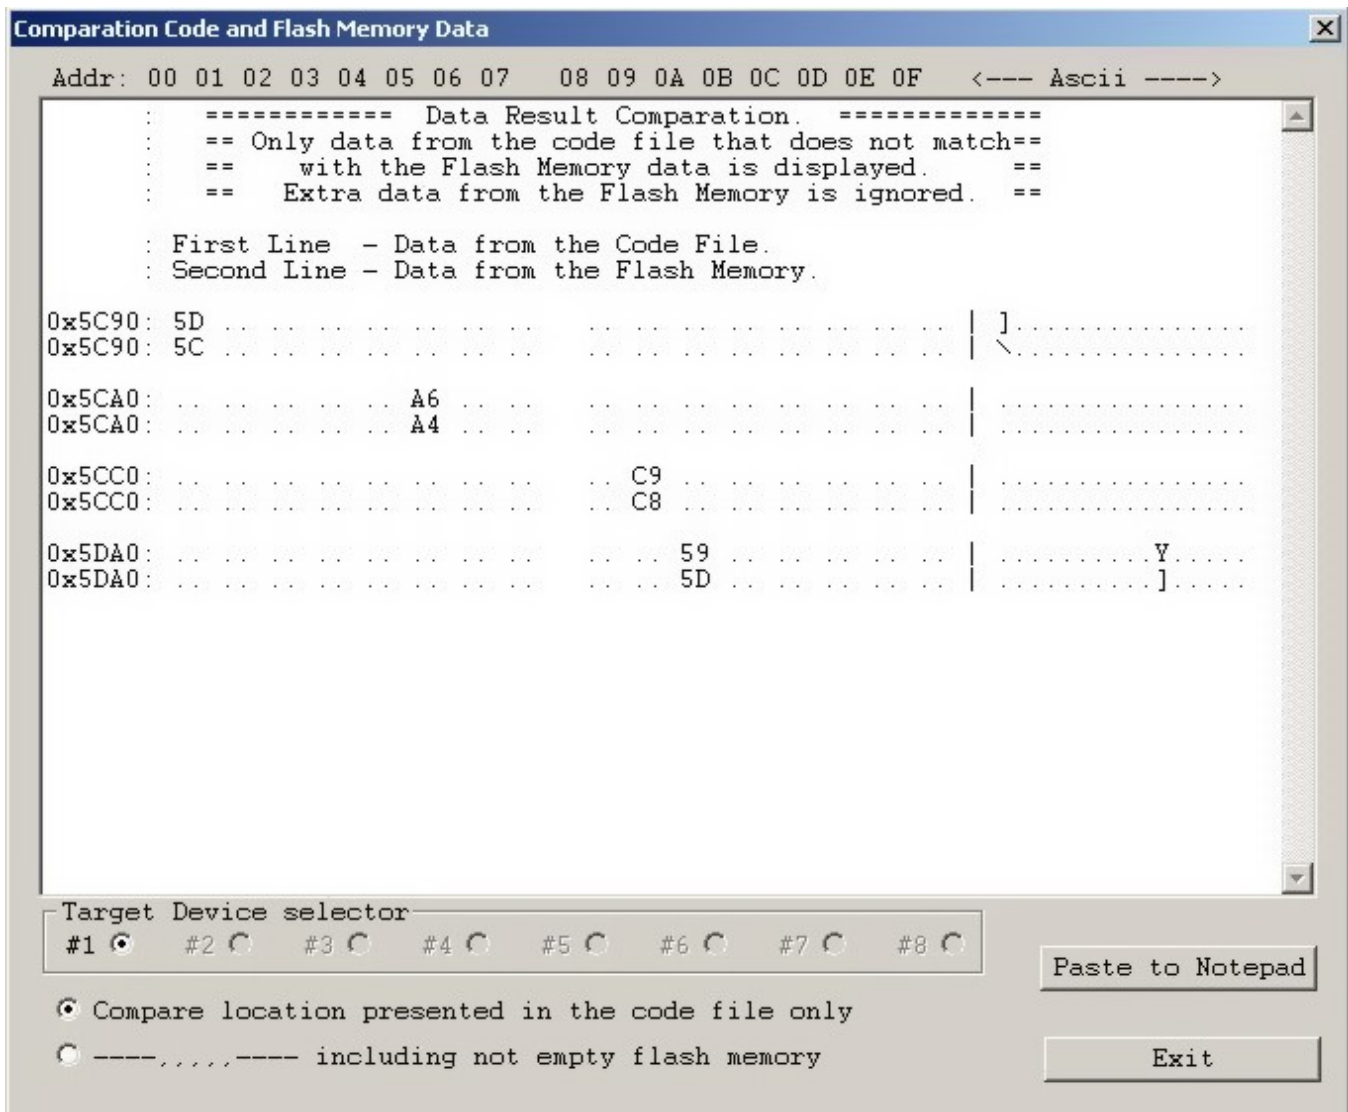 Comparation Code and Flash Memory Data
Addr: 00 01 02 03 04 05 06 07 08 09 0A 0B 0C 0D 0E 0F <--- Ascii ---->
: ============ Data Result Comparation. =============
: == Only data from the code file that does not match==
: == with the Flash Memory data is displayed. ==
: == Extra data from the Flash Memory is ignored. ==
: First Line - Data from the Code File.
: Second Line - Data from the Flash Memory.
0x5C90: 5D .. .. .. .. .. .. .. .. .. .. .. .. .. .. .. | ]...............
0x5C90: 5C .. .. .. .. .. .. .. .. .. .. .. .. .. .. .. | \...............
0x5CA0: .. .. .. .. .. A6 .. .. .. .. .. .. .. .. .. .. | ................
0x5CA0: .. .. .. .. .. A4 .. .. .. .. .. .. .. .. .. .. | ................
0x5CC0: .. .. .. .. .. .. .. .. .. C9 .. .. .. .. .. .. | ................
0x5CC0: .. .. .. .. .. .. .. .. .. C8 .. .. .. .. .. .. | ................
0x5DA0: .. .. .. .. .. .. .. .. .. .. 59 .. .. .. .. .. | ..........Y.....
0x5DA0: .. .. .. .. .. .. .. .. .. .. 5D .. .. .. .. .. | ..........].....
Target Device selector
#1 #2 #3 #4 #5 #6 #7 #8
Paste to Notepad
Compare location presented in the code file only
----,,,,,---- including not empty flash memory
Exit